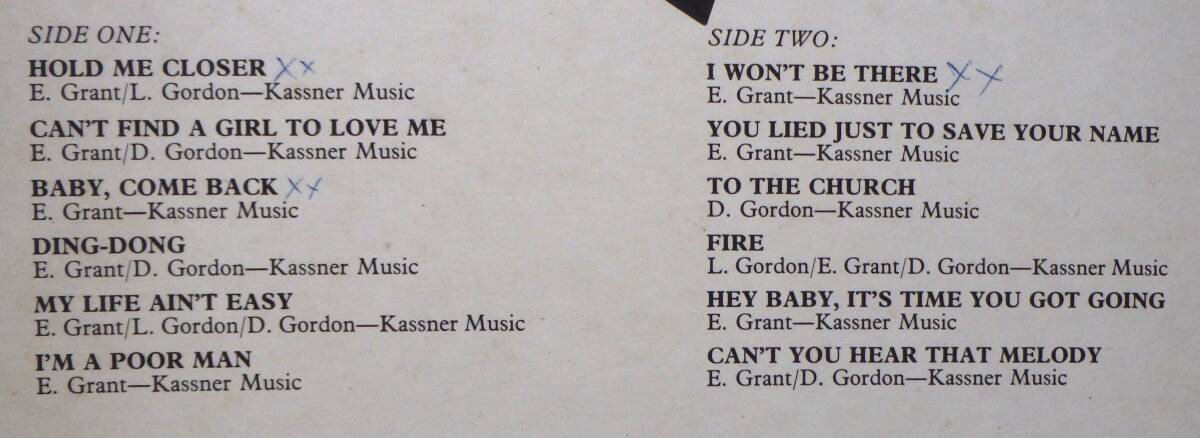 SIDE ONE:
HOLD ME CLOSER xx
E. Grant/L. Gordon—Kassner Music
CAN'T FIND A GIRL TO LOVE ME
E. Grant/D. Gordon—Kassner Music
BABY, COME BACK xx
E. Grant—Kassner Music
DING-DONG
E. Grant/D. Gordon—Kassner Music
MY LIFE AIN'T EASY
E. Grant/L. Gordon/D. Gordon—Kassner Music
I'M A POOR MAN
E. Grant—Kassner Music
SIDE TWO:
I WON'T BE THERE xx
E. Grant—Kassner Music
YOU LIED JUST TO SAVE YOUR NAME
E. Grant—Kassner Music
TO THE CHURCH
D. Gordon—Kassner Music
FIRE
L. Gordon/E. Grant/D. Gordon—Kassner Music
HEY BABY, IT'S TIME YOU GOT GOING
E. Grant—Kassner Music
CAN'T YOU HEAR THAT MELODY
E. Grant/D. Gordon—Kassner Music